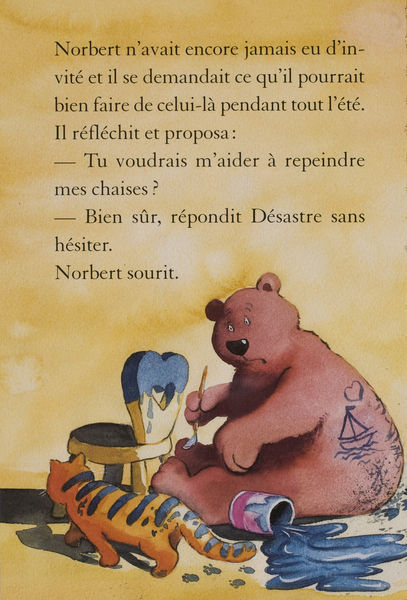 Norbert n'avait encore jamais eu d'in-
vité et il se demandait ce qu'il pourrait
bien faire de celui-là pendant tout l'été.
Il réfléchit et proposa :
— Tu voudrais m'aider à repeindre
mes chaises ?
— Bien sûr, répondit Désastre sans
hésiter.
Norbert sourit.